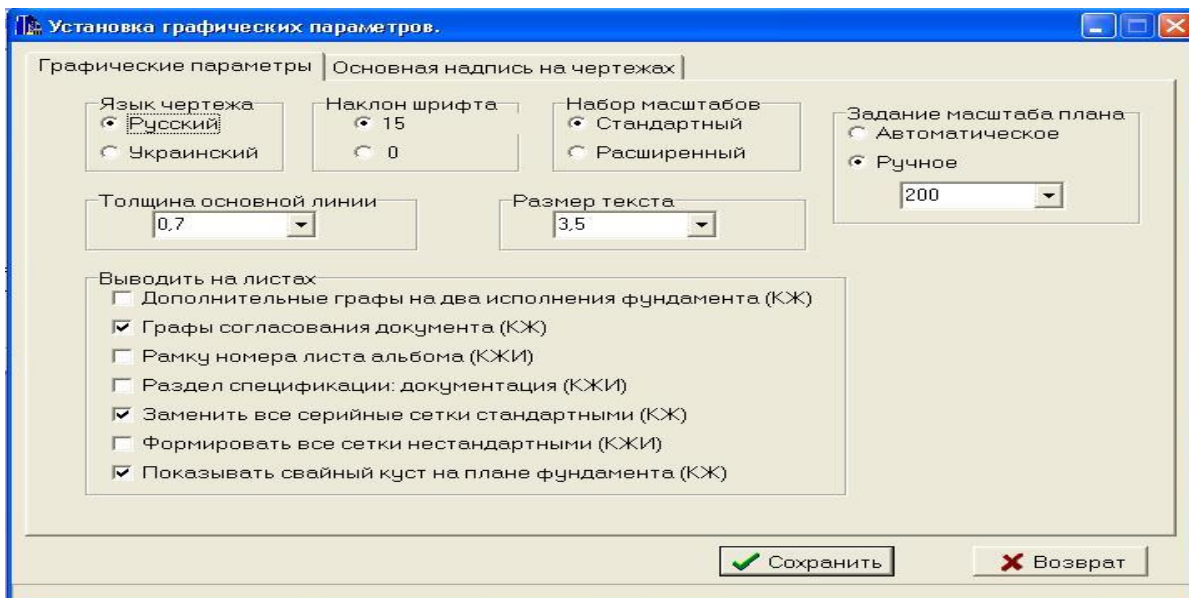 Установка графических параметров.
Графические параметры
Основная надпись на чертежах
Язык чертежа
Русский
Украинский
Наклон шрифта
15
0
Набор масштабов
Стандартный
Расширенный
Задание масштаба плана
Автоматическое
Ручное
200
Толщина основной линии
0,7
Размер текста
3,5
Выводить на листах
Дополнительные графы на два исполнения фундамента (КЖ)
Графы согласования документа (КЖ)
Рамку номера листа альбома (КЖИ)
Раздел спецификации: документация (КЖИ)
Заменить все серийные сетки стандартными (КЖ)
Формировать все сетки нестандартными (КЖИ)
Показывать свайный куст на плане фундамента (КЖ)
Сохранить
Возврат